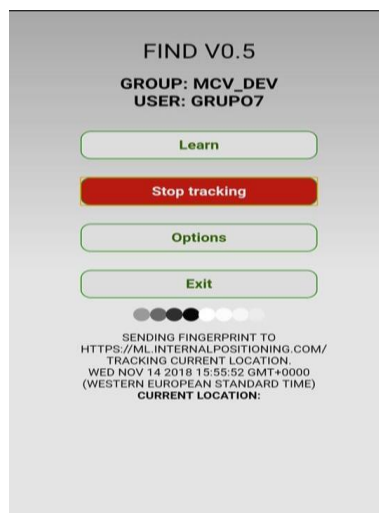 FIND V0.5
GROUP: MCV_DEV
USER: GRUPO7
Learn
Stop tracking
Options
Exit
SENDING FINGERPRINT TO
HTTPS://ML.INTERNALPOSITIONING.COM/
TRACKING CURRENT LOCATION.
WED NOV 14 2018 15:55:52 GMT+0000
(WESTERN EUROPEAN STANDARD TIME)
CURRENT LOCATION: